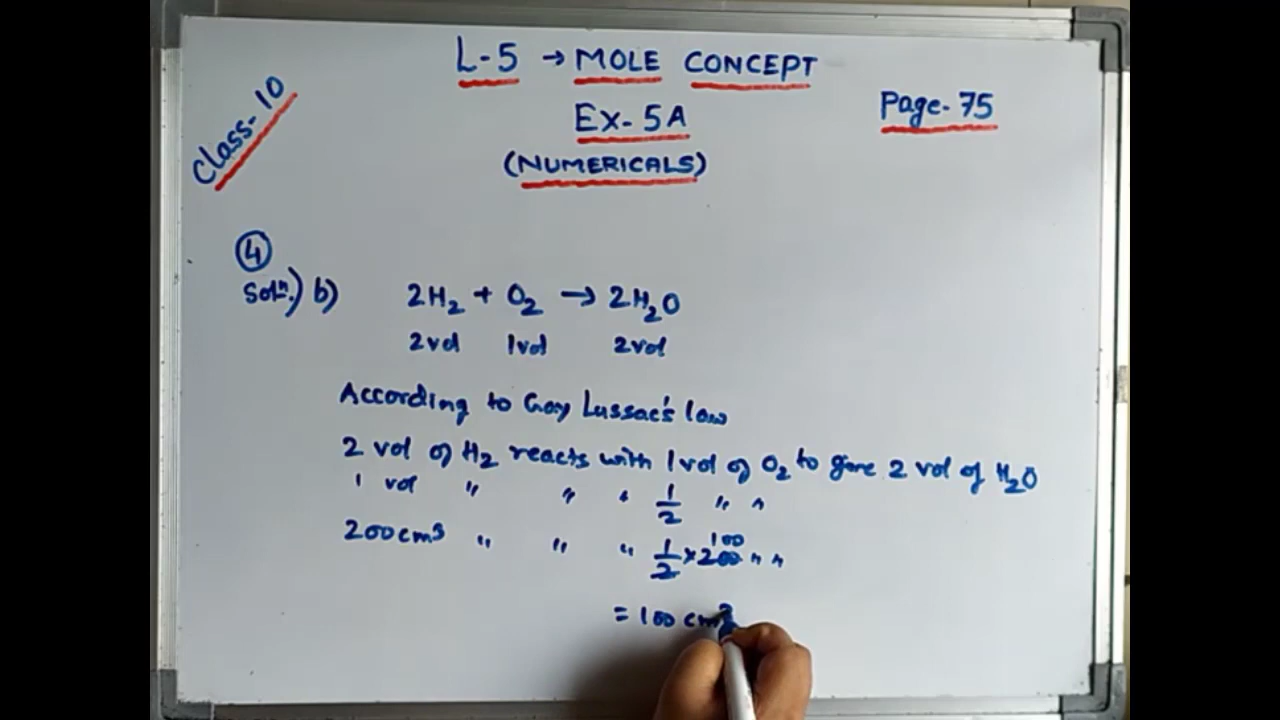 L-5 → MOLE CONCEPT
Class-10
Ex-5A
Page-75
(NUMERICALS)
4
Solⁿ.) b) 2H₂ + O₂ → 2H₂O
2vol 1vol 2vol
According to Gay Lussac's law
2 vol of H₂ reacts with 1 vol of O₂ to give 2 vol of H₂O
1 vol " " " 1/2 " "
200cm³ " " " 1/2 × 200 100 " "
= 100 cm³